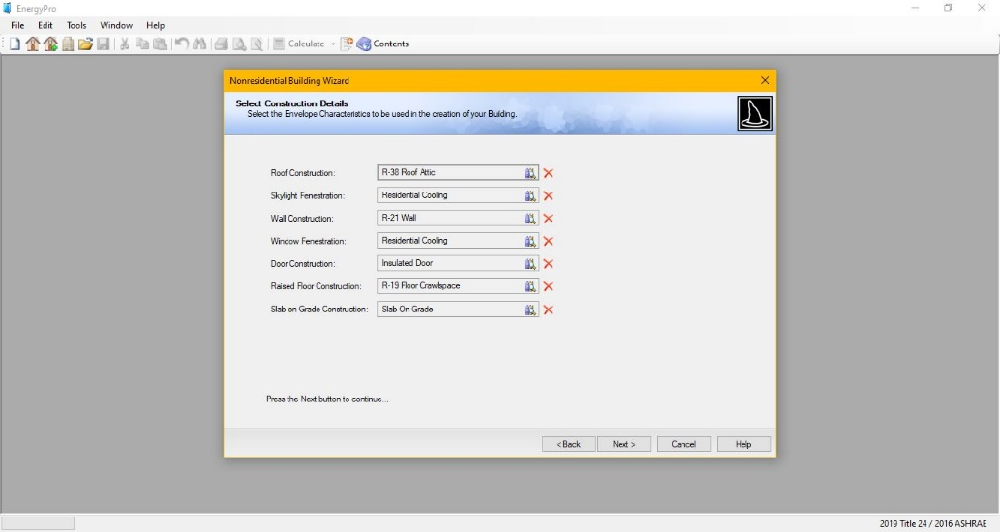 EnergyPro
File Edit Tools Window Help
Calculate Contents
Nonresidential Building Wizard
Select Construction Details
Select the Envelope Characteristics to be used in the creation of your Building.
Roof Construction: R-38 Roof Attic
Skylight Fenestration: Residential Cooling
Wall Construction: R-21 Wall
Window Fenestration: Residential Cooling
Door Construction: Insulated Door
Raised Floor Construction: R-19 Floor Crawlspace
Slab on Grade Construction: Slab On Grade
Press the Next button to continue...
< Back Next > Cancel Help
2019 Title 24 / 2016 ASHRAE